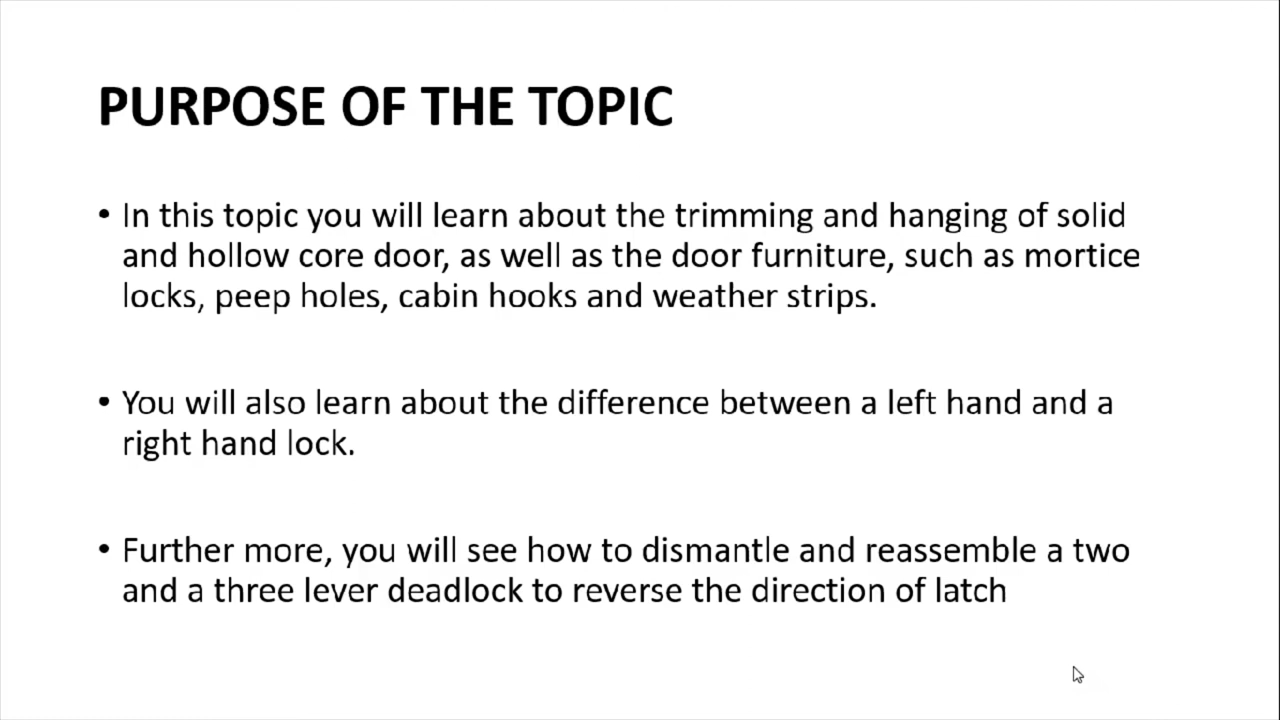 PURPOSE OF THE TOPIC
• In this topic you will learn about the trimming and hanging of solid
and hollow core door, as well as the door furniture, such as mortice
locks, peep holes, cabin hooks and weather strips.
• You will also learn about the difference between a left hand and a
right hand lock.
• Further more, you will see how to dismantle and reassemble a two
and a three lever deadlock to reverse the direction of latch